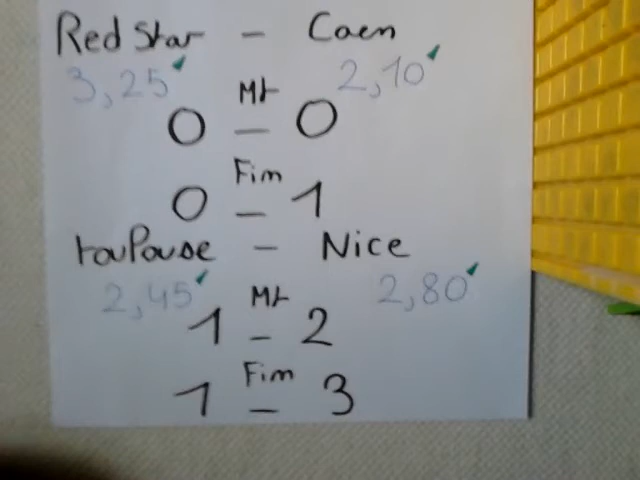 Red Star - Caen
3,25 2,10
Mt
0 - 0
Fim
0 - 1
toulouse - Nice
2,45 2,80
Mt
1 - 2
Fim
1 - 3